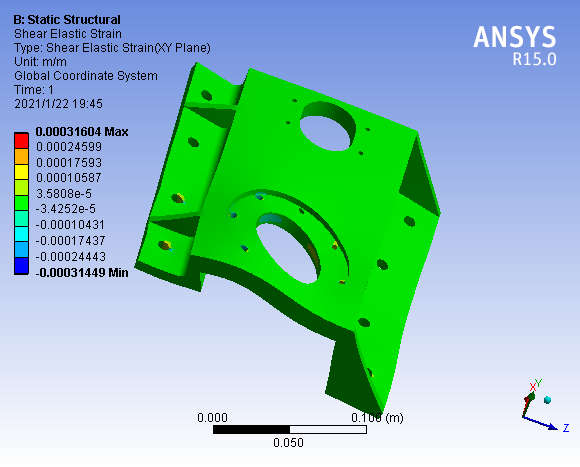 B: Static Structural
Shear Elastic Strain
Type: Shear Elastic Strain(XY Plane)
Unit: m/m
Global Coordinate System
Time: 1
2021/1/22 19:45
ANSYS
R15.0
0.00031604 Max
0.00024599
0.00017593
0.00010587
3.5808e-5
-3.4252e-5
-0.00010431
-0.00017437
-0.00024443
-0.00031449 Min
0.000
0.100 (m)
0.050
X
Y
Z